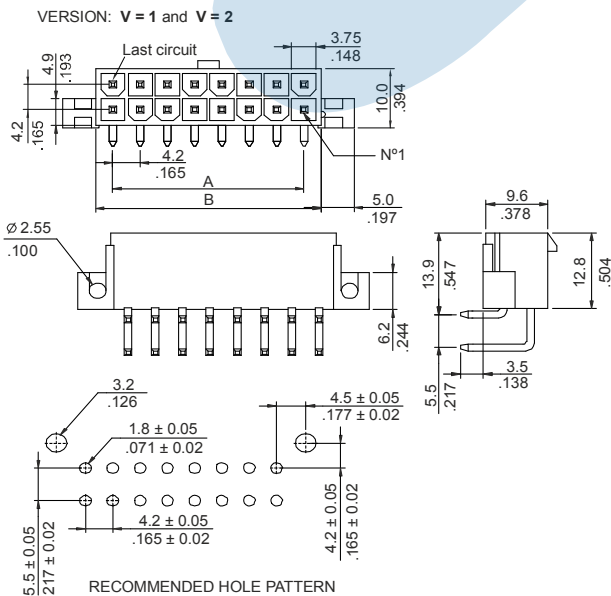 VERSION: V = 1 and V = 2
Last circuit
3.75
.148
4.9
.193
10.0
.394
4.2
.165
Nº1
4.2
.165
A
B
5.0
.197
Ø 2.55
.100
9.6
.378
13.9
.547
12.8
.504
6.2
.244
5.5
.217
3.5
.138
3.2
.126
4.5 ± 0.05
.177 ± 0.02
1.8 ± 0.05
.071 ± 0.02
4.2 ± 0.05
.165 ± 0.02
4.2 ± 0.05
.165 ± 0.02
5.5 ± 0.05
217 ± 0.02
RECOMMENDED HOLE PATTERN